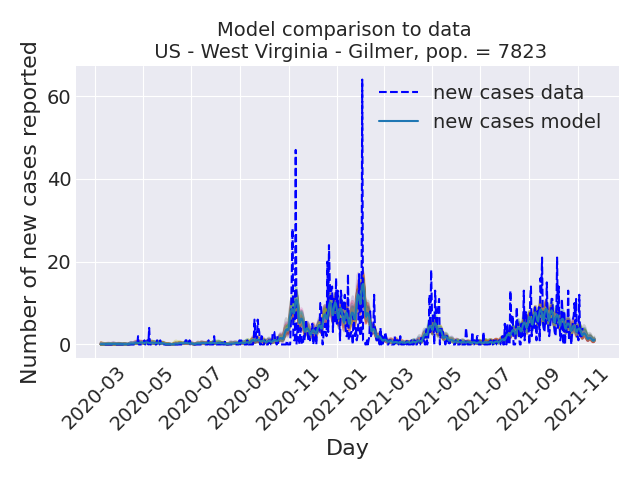 Model comparison to data
US - West Virginia - Gilmer, pop. = 7823
Number of new cases reported
60
40
20
0
new cases data
new cases model
2020-03
2020-05
2020-07
2020-09
2020-11
2021-01
2021-03
2021-05
2021-07
2021-09
2021-11
Day